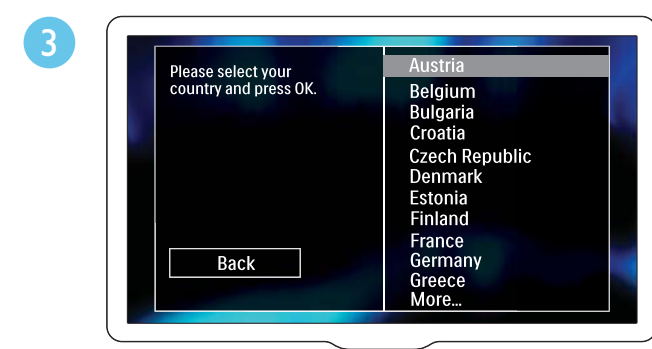 3
Please select your
country and press OK.
Back
Austria
Belgium
Bulgaria
Croatia
Czech Republic
Denmark
Estonia
Finland
France
Germany
Greece
More...